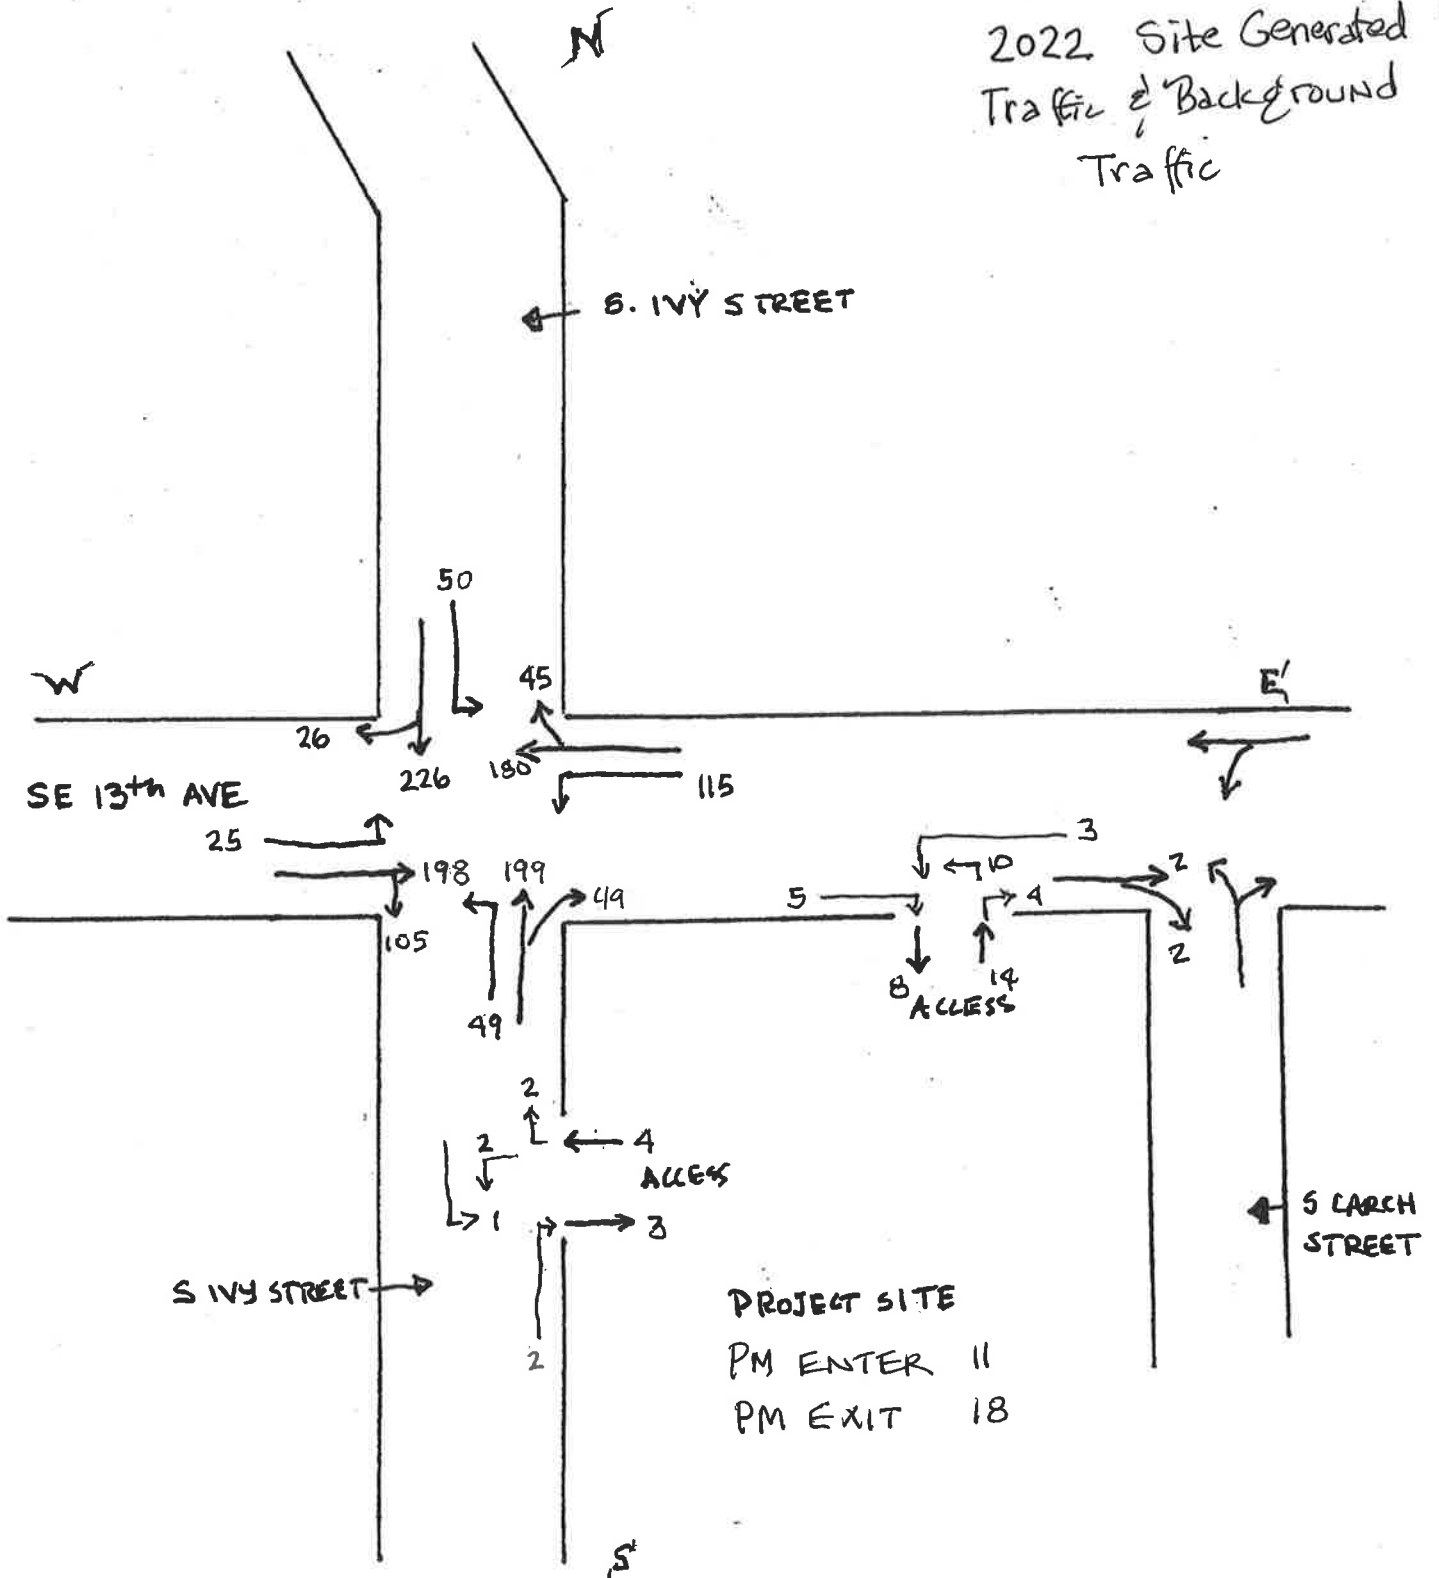 N
2022 Site Generated
Traffic & Background
Traffic
S. IVY STREET
50
W
45
E
26
226
180
115
SE 13th AVE
25
198
199
49
105
49
5
3
10
4
2
2
8
14
ACCESS
2
2
4
ACCESS
1
3
S LARCH
STREET
S IVY STREET
2
PROJECT SITE
PM ENTER 11
PM EXIT 18
S